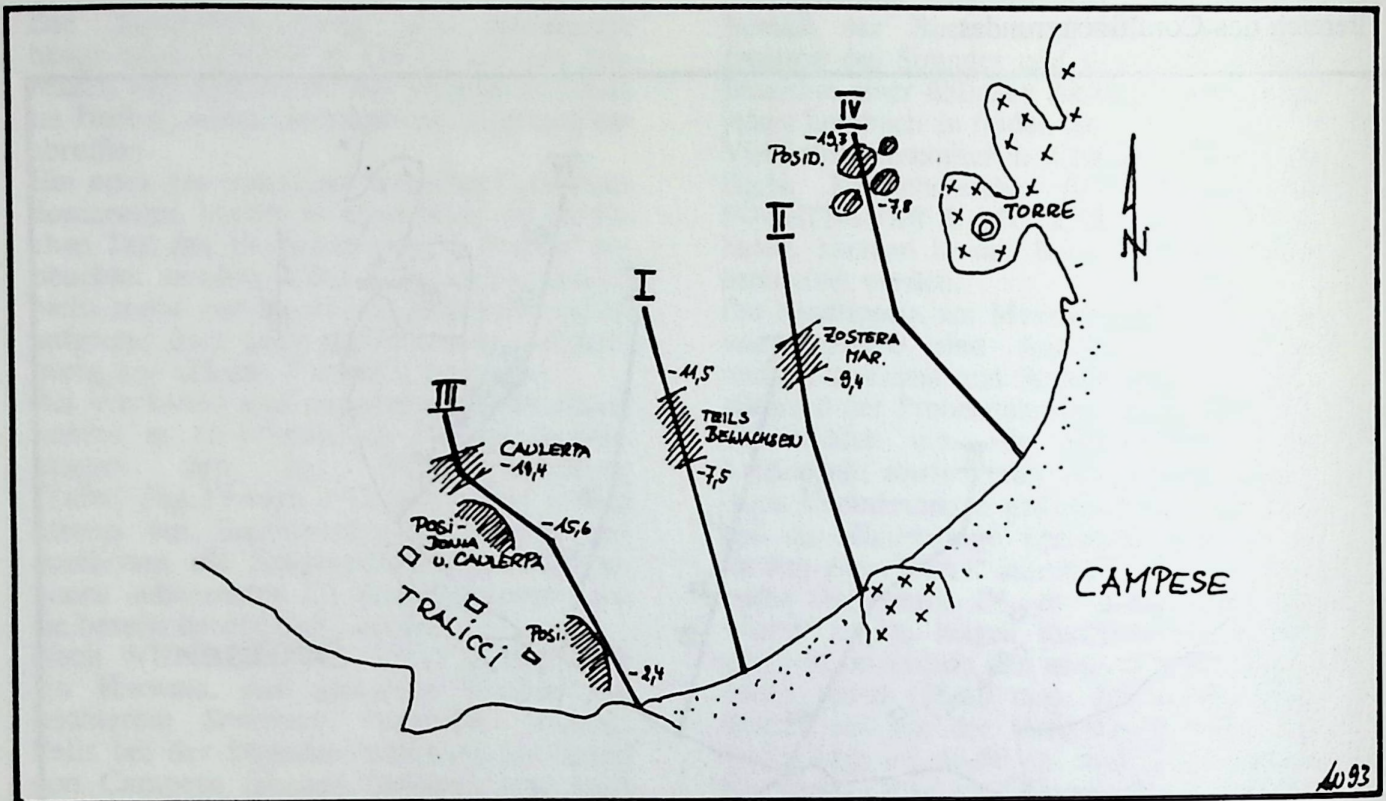 IV
-19,3
POSID.
-7,8
TORRE
N
II
ZOSTERA
MAR.
-9,4
I
-11,5
TEILS
BEWACHSEN
-7,5
III
CAULERPA
-19,4
POSI-
DONIA
U. CAULERPA
-15,6
TRALICCI
POSI.
-2,4
CAMPESE
93